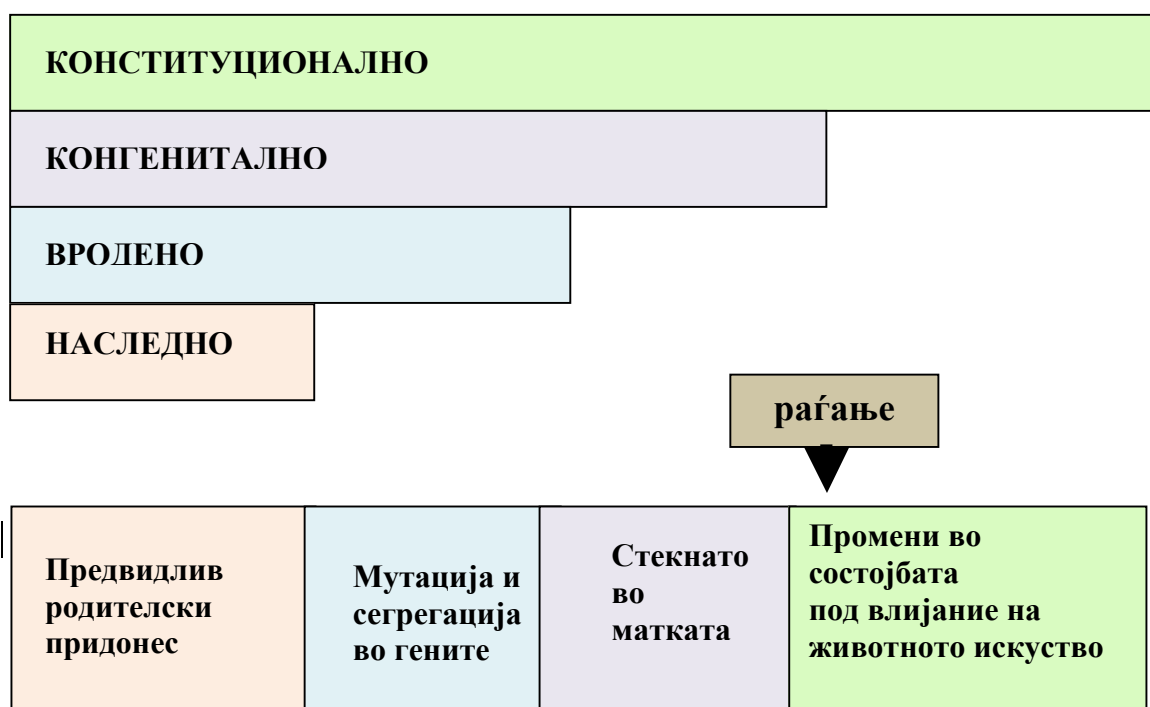 КОНСТИТУЦИОНАЛНО
КОНГЕНИТАЛНО
ВРОДЕНО
НАСЛЕДНО
раѓање
Предвидлив
родителски
придонес
Мутација и
сегрегација
во гените
Стекнато
во
матката
Промени во
состојбата
под влијание на
животното искуство